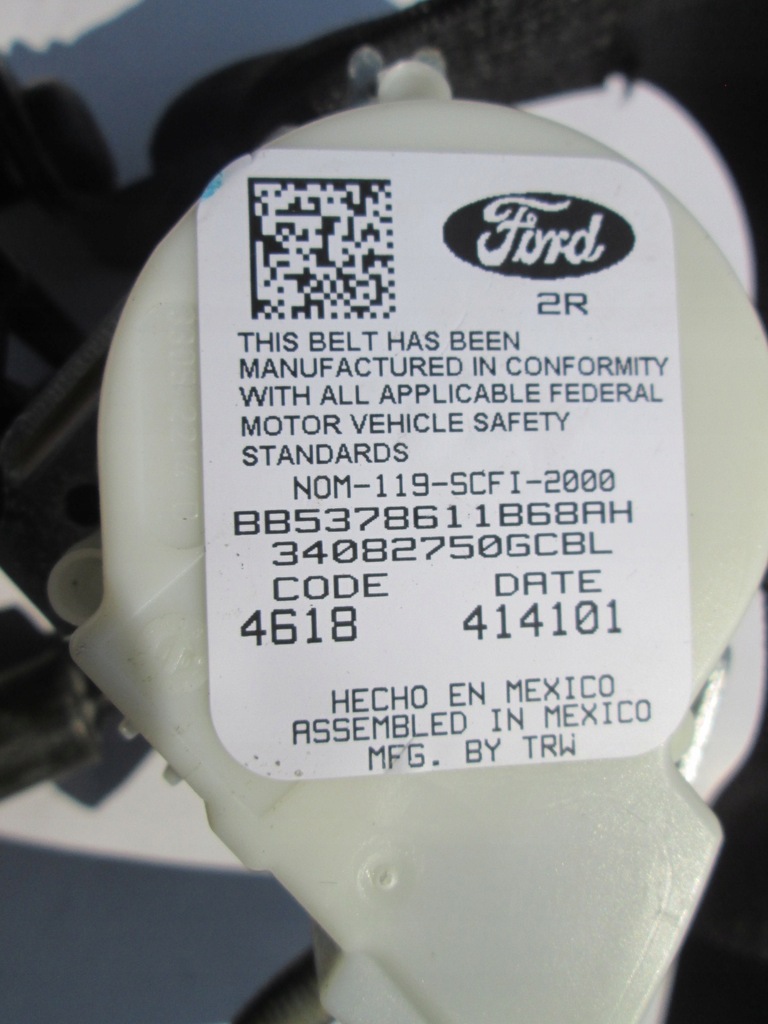 Ford
2R
THIS BELT HAS BEEN
MANUFACTURED IN CONFORMITY
WITH ALL APPLICABLE FEDERAL
MOTOR VEHICLE SAFETY
STANDARDS
NOM-119-SCFI-2000
BB5378611B68AH
34082750GCBL
CODE DATE
4618 414101
HECHO EN MEXICO
ASSEMBLED IN MEXICO
MFG. BY TRW